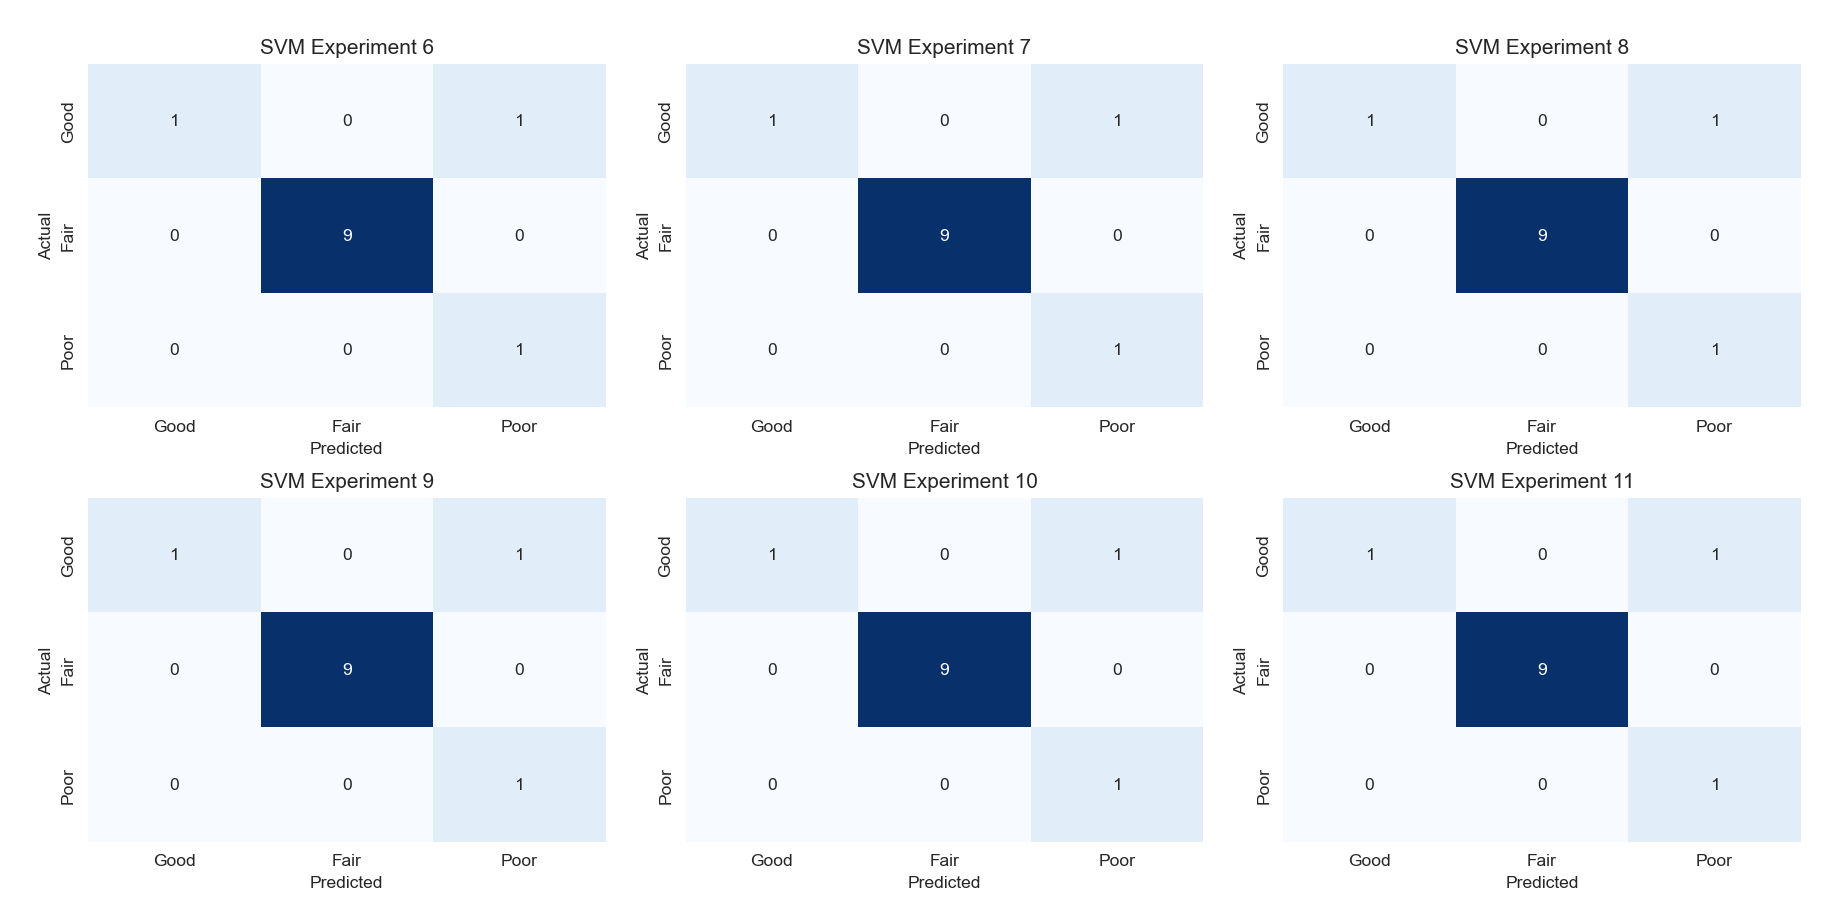 SVM Experiment 6
Good 1 0 1
Actual
Fair 0 9 0
Poor 0 0 1
Good Fair Poor
Predicted
SVM Experiment 7
Good 1 0 1
Actual
Fair 0 9 0
Poor 0 0 1
Good Fair Poor
Predicted
SVM Experiment 8
Good 1 0 1
Actual
Fair 0 9 0
Poor 0 0 1
Good Fair Poor
Predicted
SVM Experiment 9
Good 1 0 1
Actual
Fair 0 9 0
Poor 0 0 1
Good Fair Poor
Predicted
SVM Experiment 10
Good 1 0 1
Actual
Fair 0 9 0
Poor 0 0 1
Good Fair Poor
Predicted
SVM Experiment 11
Good 1 0 1
Actual
Fair 0 9 0
Poor 0 0 1
Good Fair Poor
Predicted